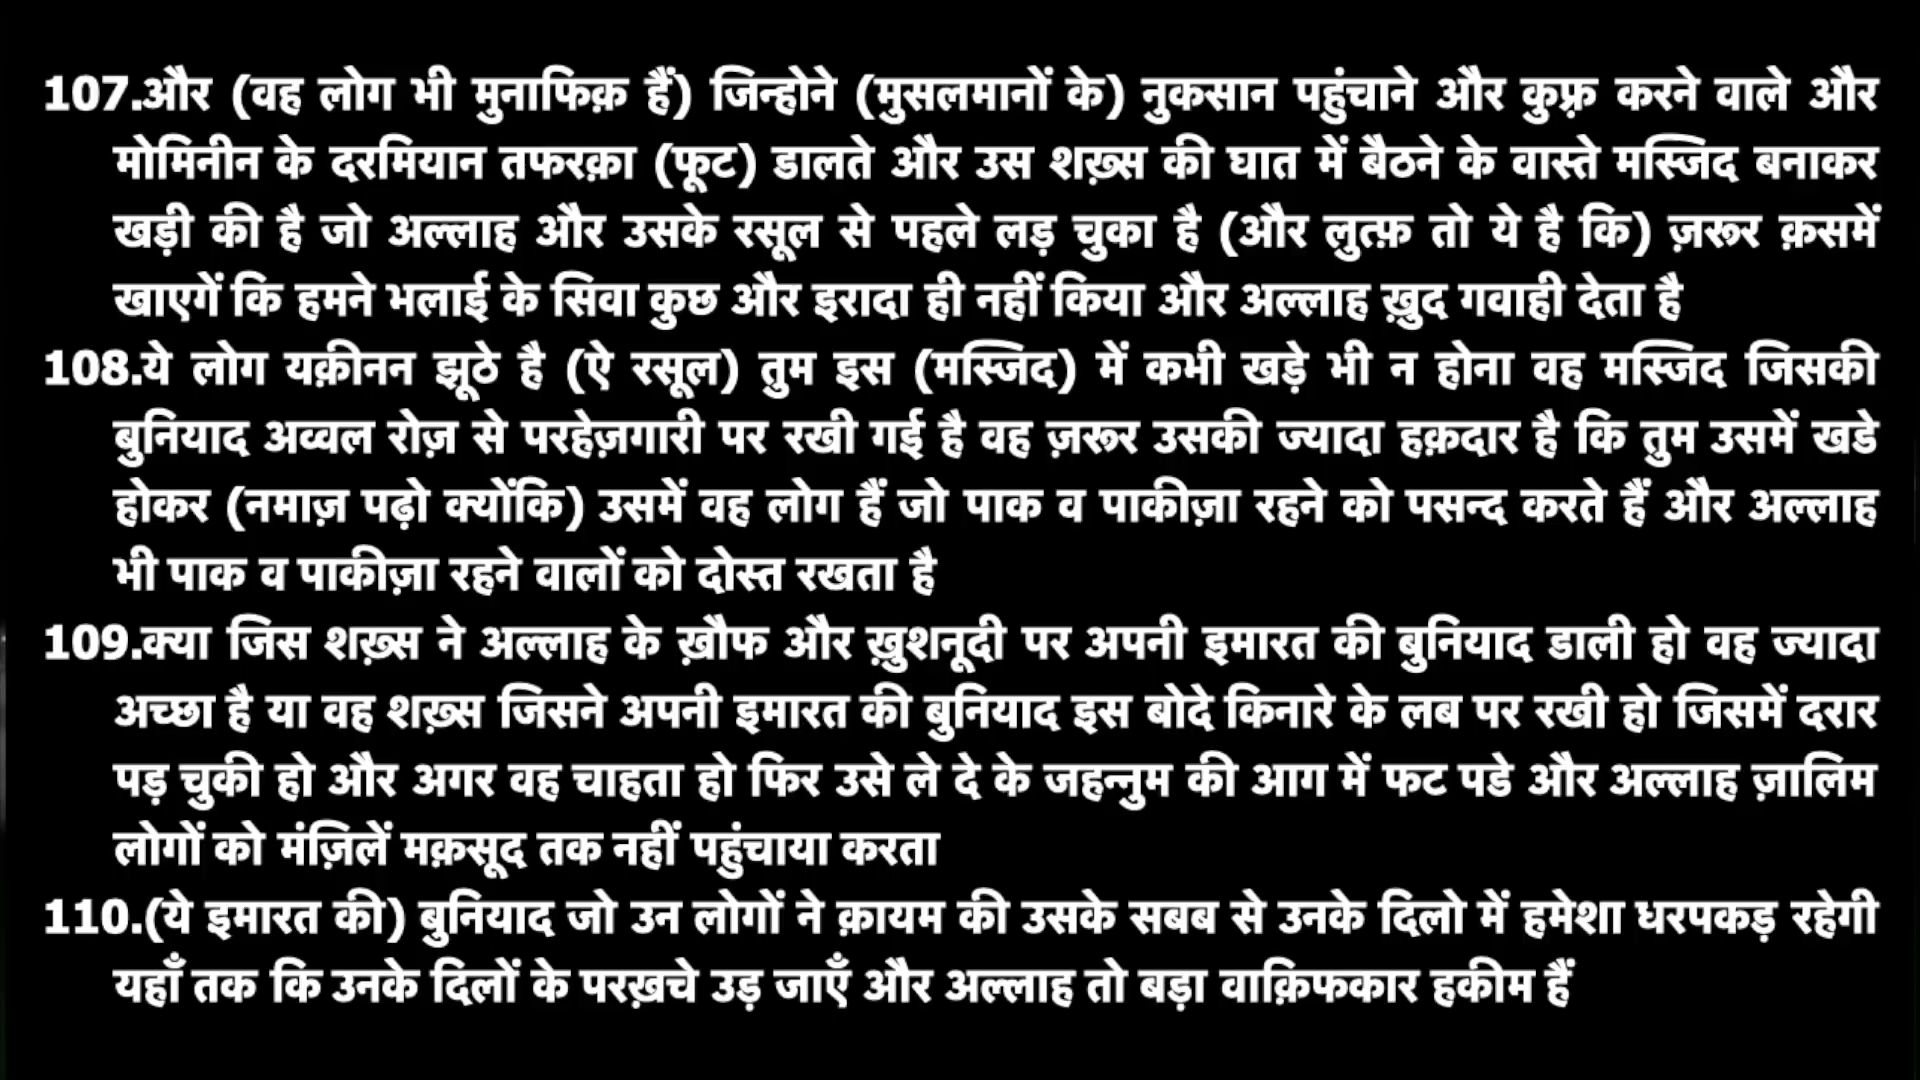 107.और (वह लोग भी मुनाफिक़ हैं) जिन्होने (मुसलमानों के) नुकसान पहुंचाने और कुफ़्र करने वाले और
मोमिनीन के दरमियान तफरक़ा (फूट) डालते और उस शख़्स की घात में बैठने के वास्ते मस्जिद बनाकर
खड़ी की है जो अल्लाह और उसके रसूल से पहले लड़ चुका है (और लुत्फ़ तो ये है कि) ज़रूर क़समें
खाएगें कि हमने भलाई के सिवा कुछ और इरादा ही नहीं किया और अल्लाह ख़ुद गवाही देता है
108.ये लोग यक़ीनन झूठे है (ऐ रसूल) तुम इस (मस्जिद) में कभी खड़े भी न होना वह मस्जिद जिसकी
बुनियाद अव्वल रोज़ से परहेज़गारी पर रखी गई है वह ज़रूर उसकी ज्यादा हक़दार है कि तुम उसमें खडे
होकर (नमाज़ पढ़ो क्योंकि) उसमें वह लोग हैं जो पाक व पाकीज़ा रहने को पसन्द करते हैं और अल्लाह
भी पाक व पाकीज़ा रहने वालों को दोस्त रखता है
109.क्या जिस शख़्स ने अल्लाह के ख़ौफ और ख़ुशनूदी पर अपनी इमारत की बुनियाद डाली हो वह ज्यादा
अच्छा है या वह शख़्स जिसने अपनी इमारत की बुनियाद इस बोदे किनारे के लब पर रखी हो जिसमें दरार
पड़ चुकी हो और अगर वह चाहता हो फिर उसे ले दे के जहन्नुम की आग में फट पडे और अल्लाह ज़ालिम
लोगों को मंज़िलें मक़सूद तक नहीं पहुंचाया करता
110.(ये इमारत की) बुनियाद जो उन लोगों ने क़ायम की उसके सबब से उनके दिलो में हमेशा धरपकड़ रहेगी
यहाँ तक कि उनके दिलों के परख़चे उड़ जाएँ और अल्लाह तो बड़ा वाक़िफकार हकीम हैं